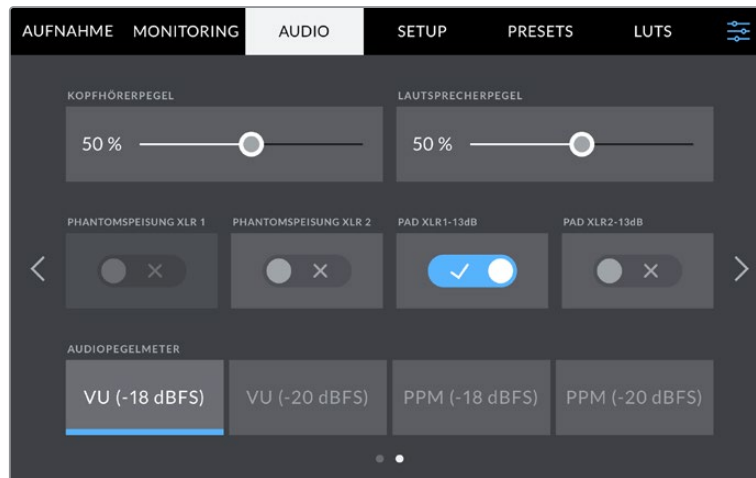 AUFNAHME MONITORING AUDIO SETUP PRESETS LUTS
KOPFHÖRERPEGEL LAUTSPRECHERPEGEL
50 % 50 %
PHANTOMSPEISUNG XLR 1 PHANTOMSPEISUNG XLR 2 PAD XLR1-13dB PAD XLR2-13dB
AUDIOPEGELMETER
VU (-18 dBFS) VU (-20 dBFS) PPM (-18 dBFS) PPM (-20 dBFS)